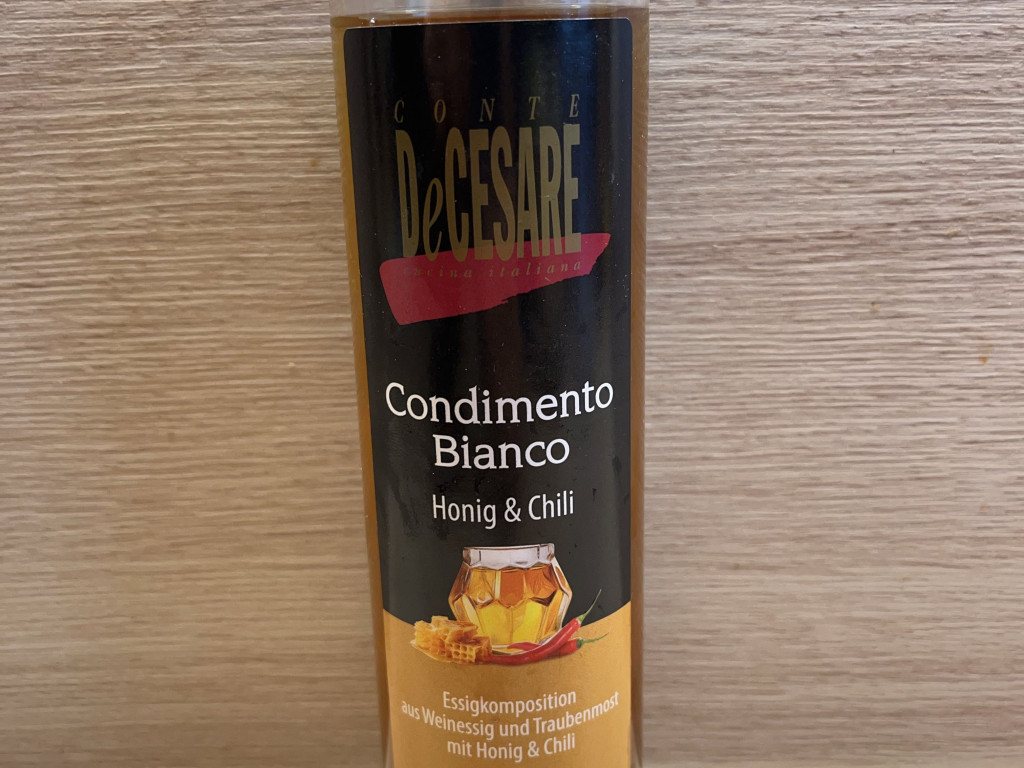 CONTE
DeCESARE
cucina italiana
Condimento
Bianco
Honig & Chili
Essigkomposition
aus Weinessig und Traubenmost
mit Honig & Chili